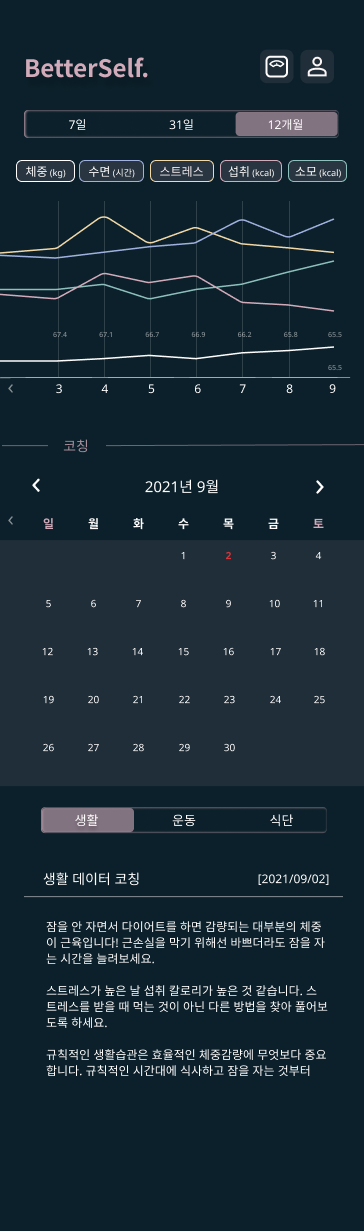 BetterSelf.
7일 31일 12개월
체중 (kg) 수면 (시간) 스트레스 섭취 (kcal) 소모 (kcal)
67.4 67.1 66.7 66.9 66.2 65.8 65.5
65.5
3 4 5 6 7 8 9
코칭
2021년 9월
일 월 화 수 목 금 토
1 2 3 4
5 6 7 8 9 10 11
12 13 14 15 16 17 18
19 20 21 22 23 24 25
26 27 28 29 30
생활 운동 식단
생활 데이터 코칭 [2021/09/02]
잠을 안 자면서 다이어트를 하면 감량되는 대부분의 체중
이 근육입니다! 근손실을 막기 위해선 바쁘더라도 잠을 자
는 시간을 늘려보세요.
스트레스가 높은 날 섭취 칼로리가 높은 것 같습니다. 스
트레스를 받을 때 먹는 것이 아닌 다른 방법을 찾아 풀어보
도록 하세요.
규칙적인 생활습관은 효율적인 체중감량에 무엇보다 중요
합니다. 규칙적인 시간대에 식사하고 잠을 자는 것부터